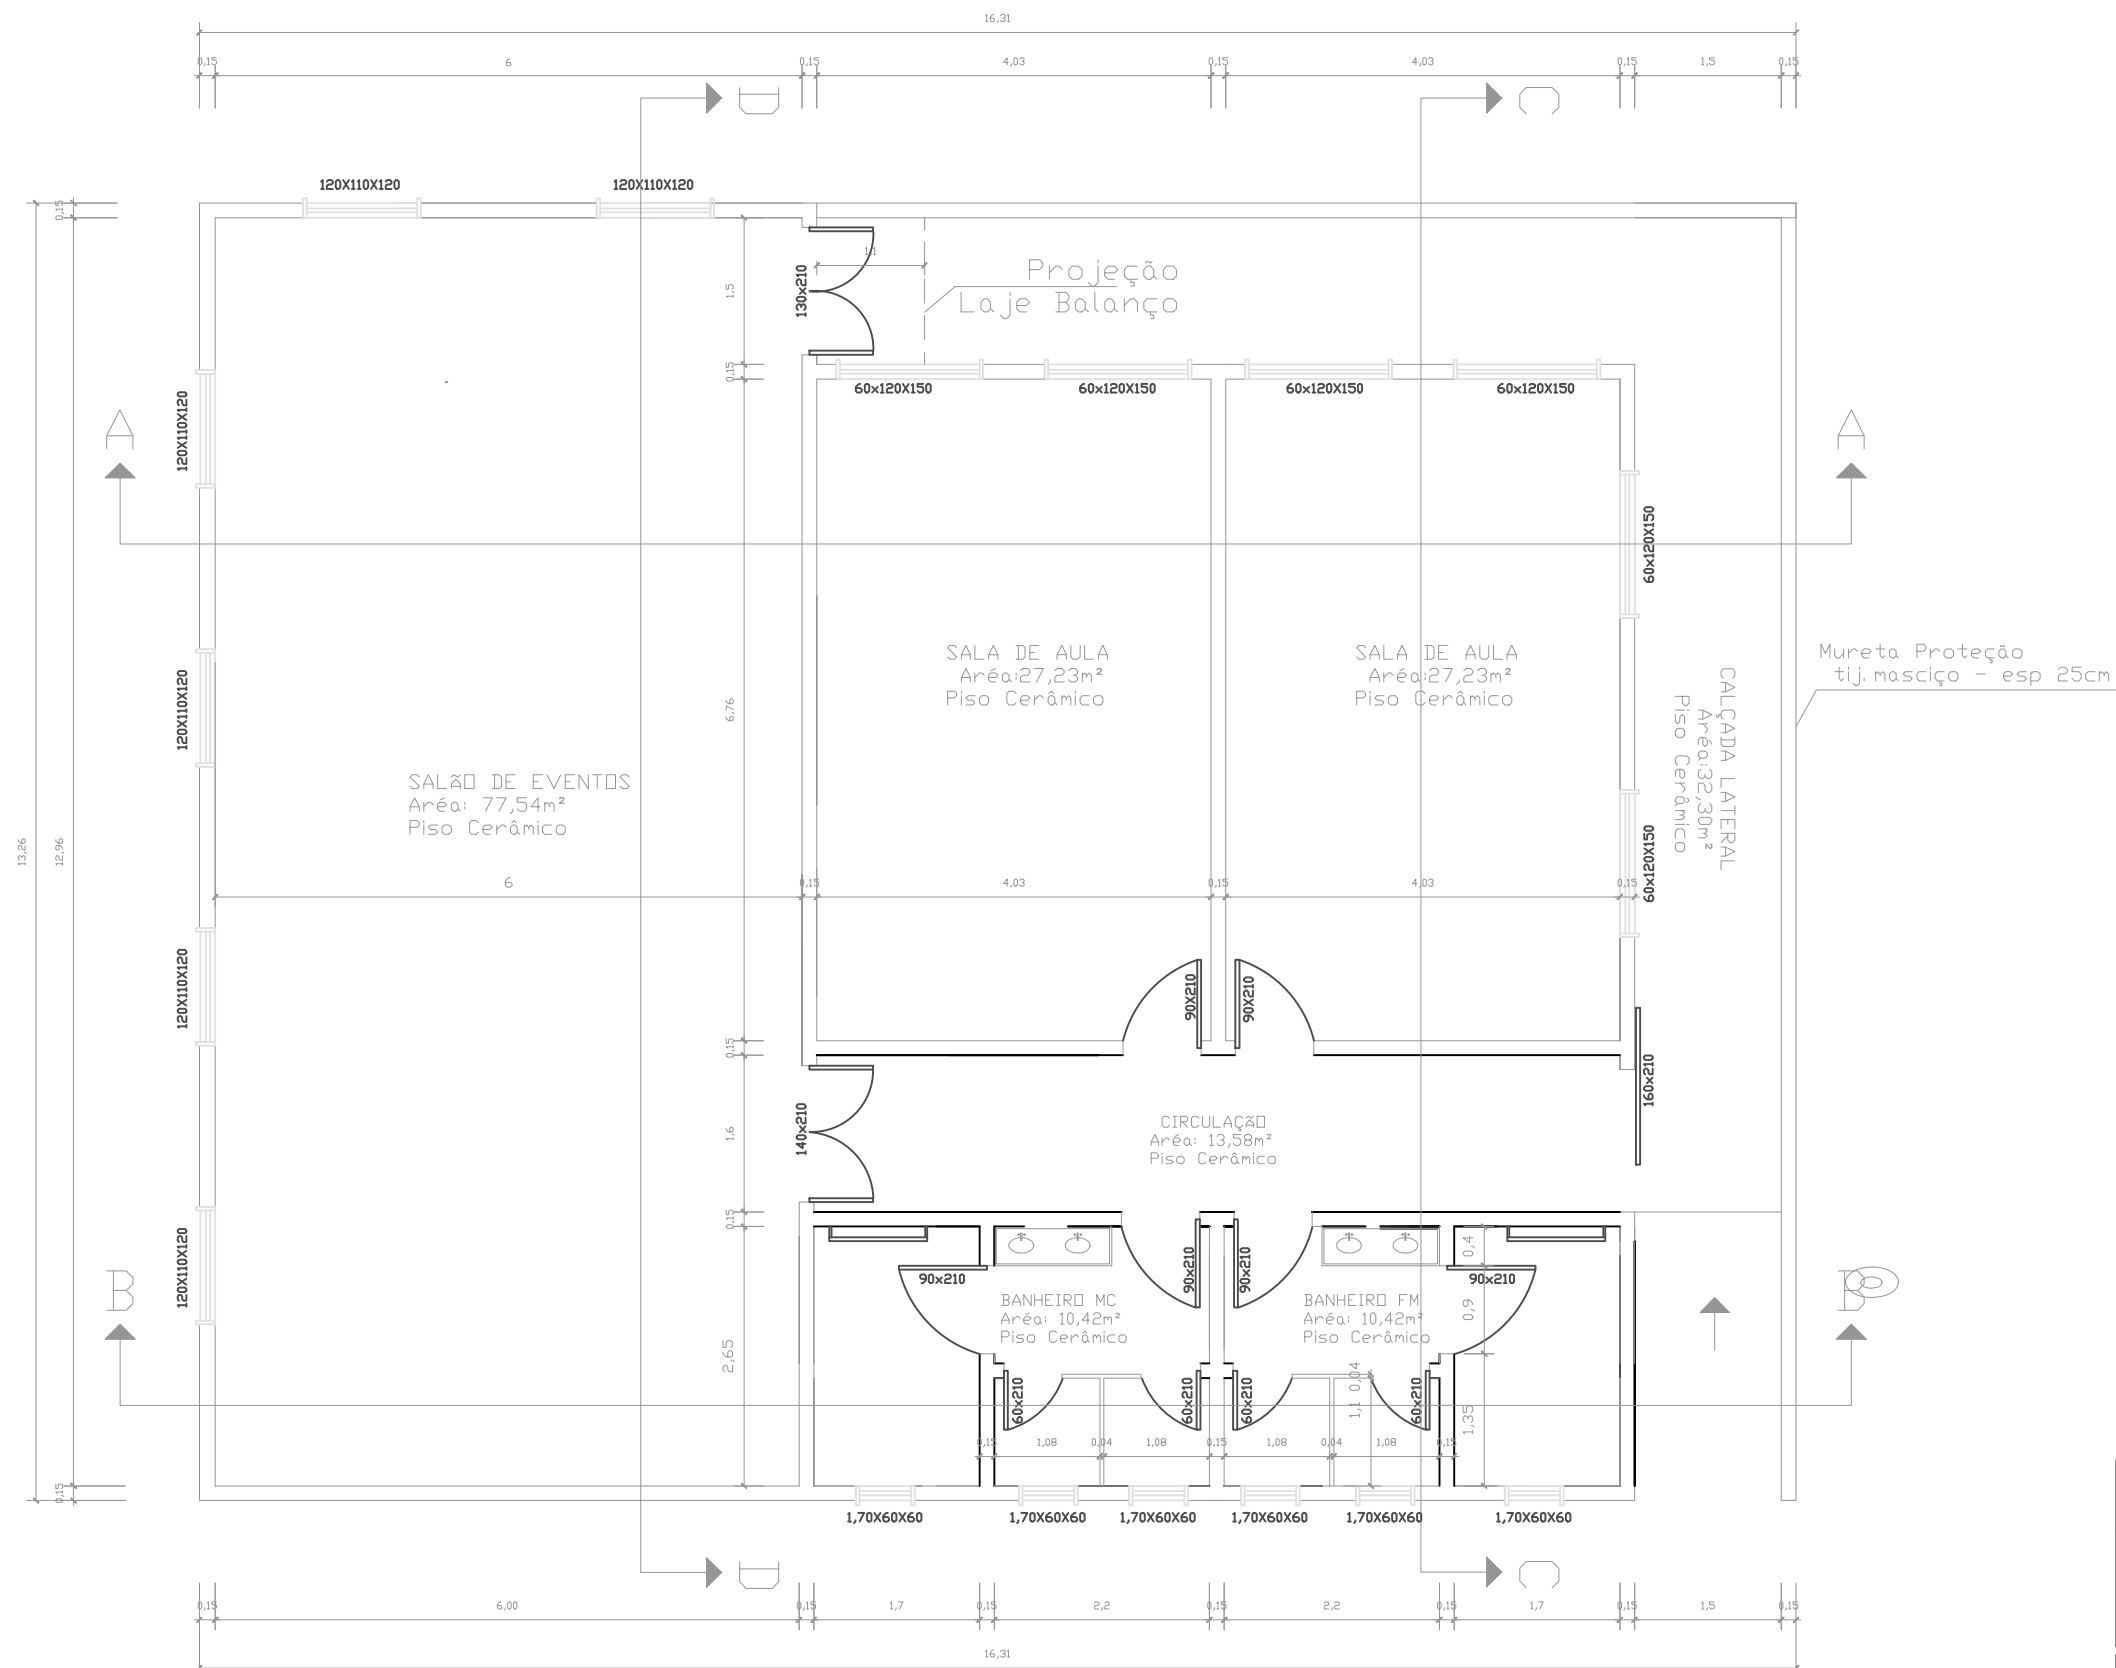 16,31
0,15 6 0,15 4,03 0,15 4,03 0,15 1,5 0,15
D C
120X110X120 120X110X120
0,15
1,1
130x210
1,5
Projeção
Laje Balanço
0,15
60x120X150 60x120X150 60x120X150 60x120X150
A A
120X110X120
60x120X150
SALA DE AULA
Aréa:27,23m²
Piso Cerâmico
SALA DE AULA
Aréa:27,23m²
Piso Cerâmico
Mureta Proteção
tij. masciço - esp 25cm
CALÇADA LATERAL
Aréa:32,30m²
Piso Cerâmico
120X110X120
6,76
SALÃO DE EVENTOS
Aréa: 77,54m²
Piso Cerâmico
13,26
12,96
60x120X150
6 0,15 4,03 0,15 4,03 0,15
120X110X120
90X210 90X210
0,15
160x210
140x210
1,6
CIRCULAÇÃO
Aréa: 13,58m²
Piso Cerâmico
0,15
120X110X120
90x210
90x210 90x210
90x210
0,4
0,9
B B
BANHEIRO MC
Aréa: 10,42m²
Piso Cerâmico
BANHEIRO FM
Aréa: 10,42m²
Piso Cerâmico
2,65
60x210 60x210 60x210 60x210
1,1 0,04
1,35
0,15 1,08 0,04 1,08 0,15 1,08 0,04 1,08 0,15
0,15
1,70X60X60 1,70X60X60 1,70X60X60 1,70X60X60 1,70X60X60 1,70X60X60
D C
0,15 6,00 0,15 1,7 0,15 2,2 0,15 2,2 0,15 1,7 0,15 1,5 0,15
16,31